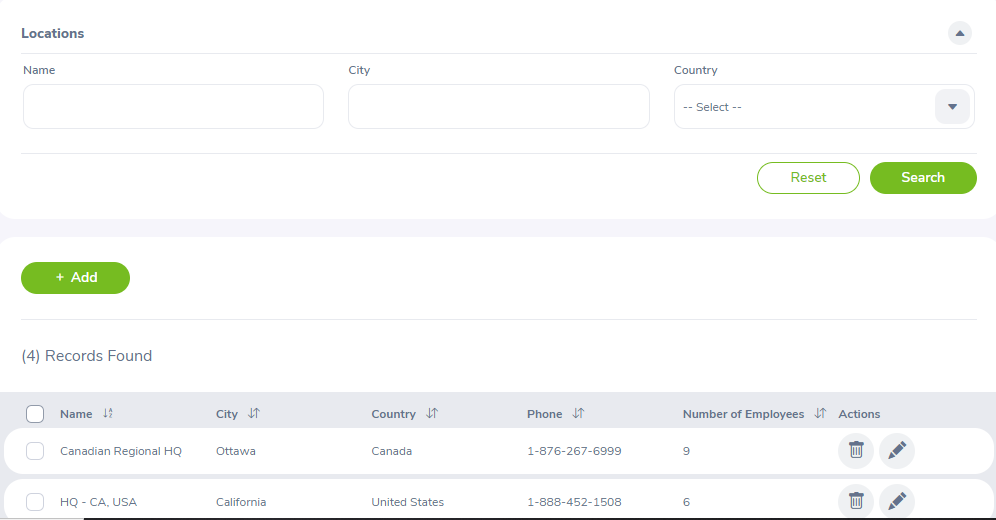 Locations
Name City Country
-- Select --
Reset Search
+ Add
(4) Records Found
Name City Country Phone Number of Employees Actions
Canadian Regional HQ Ottawa Canada 1-876-267-6999 9
HQ - CA, USA California United States 1-888-452-1508 6